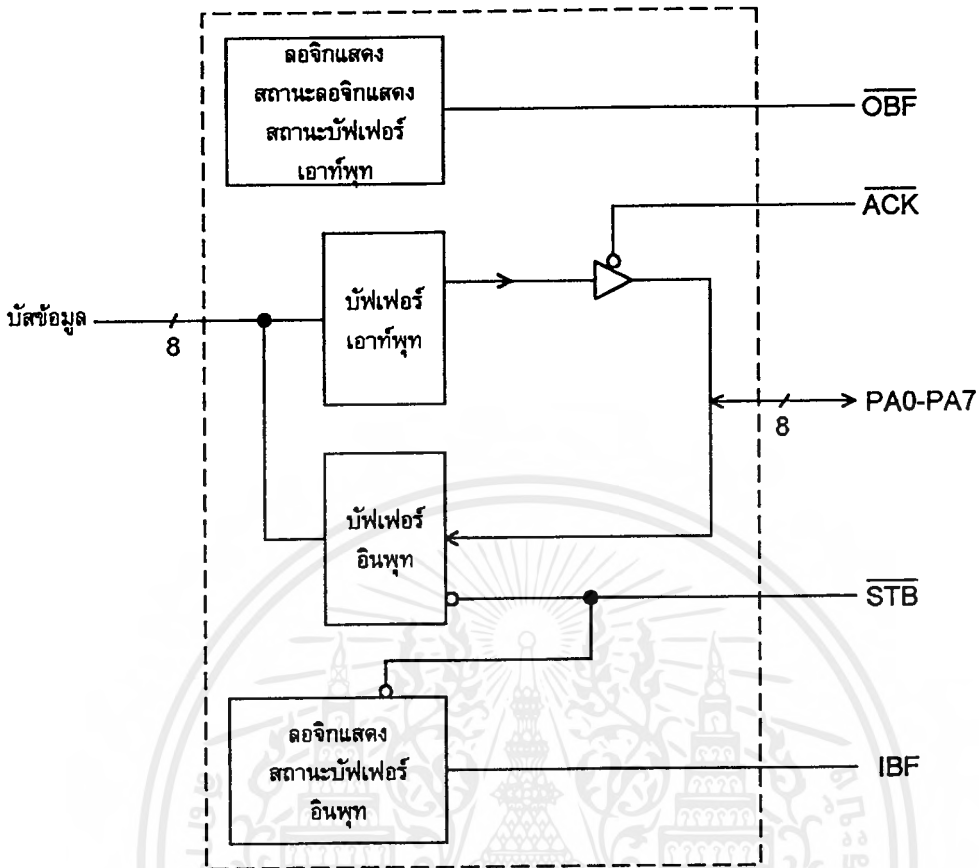 ลอจิกแสดง
สถานะลอจิกแสดง
สถานะบัฟเฟอร์
เอาท์พุท
O̅B̅F̅
A̅C̅K̅
บัฟเฟอร์
เอาท์พุท
บัสข้อมูล
8
PA0-PA7
8
บัฟเฟอร์
อินพุท
S̅T̅B̅
ลอจิกแสดง
สถานะบัฟเฟอร์
อินพุท
IBF